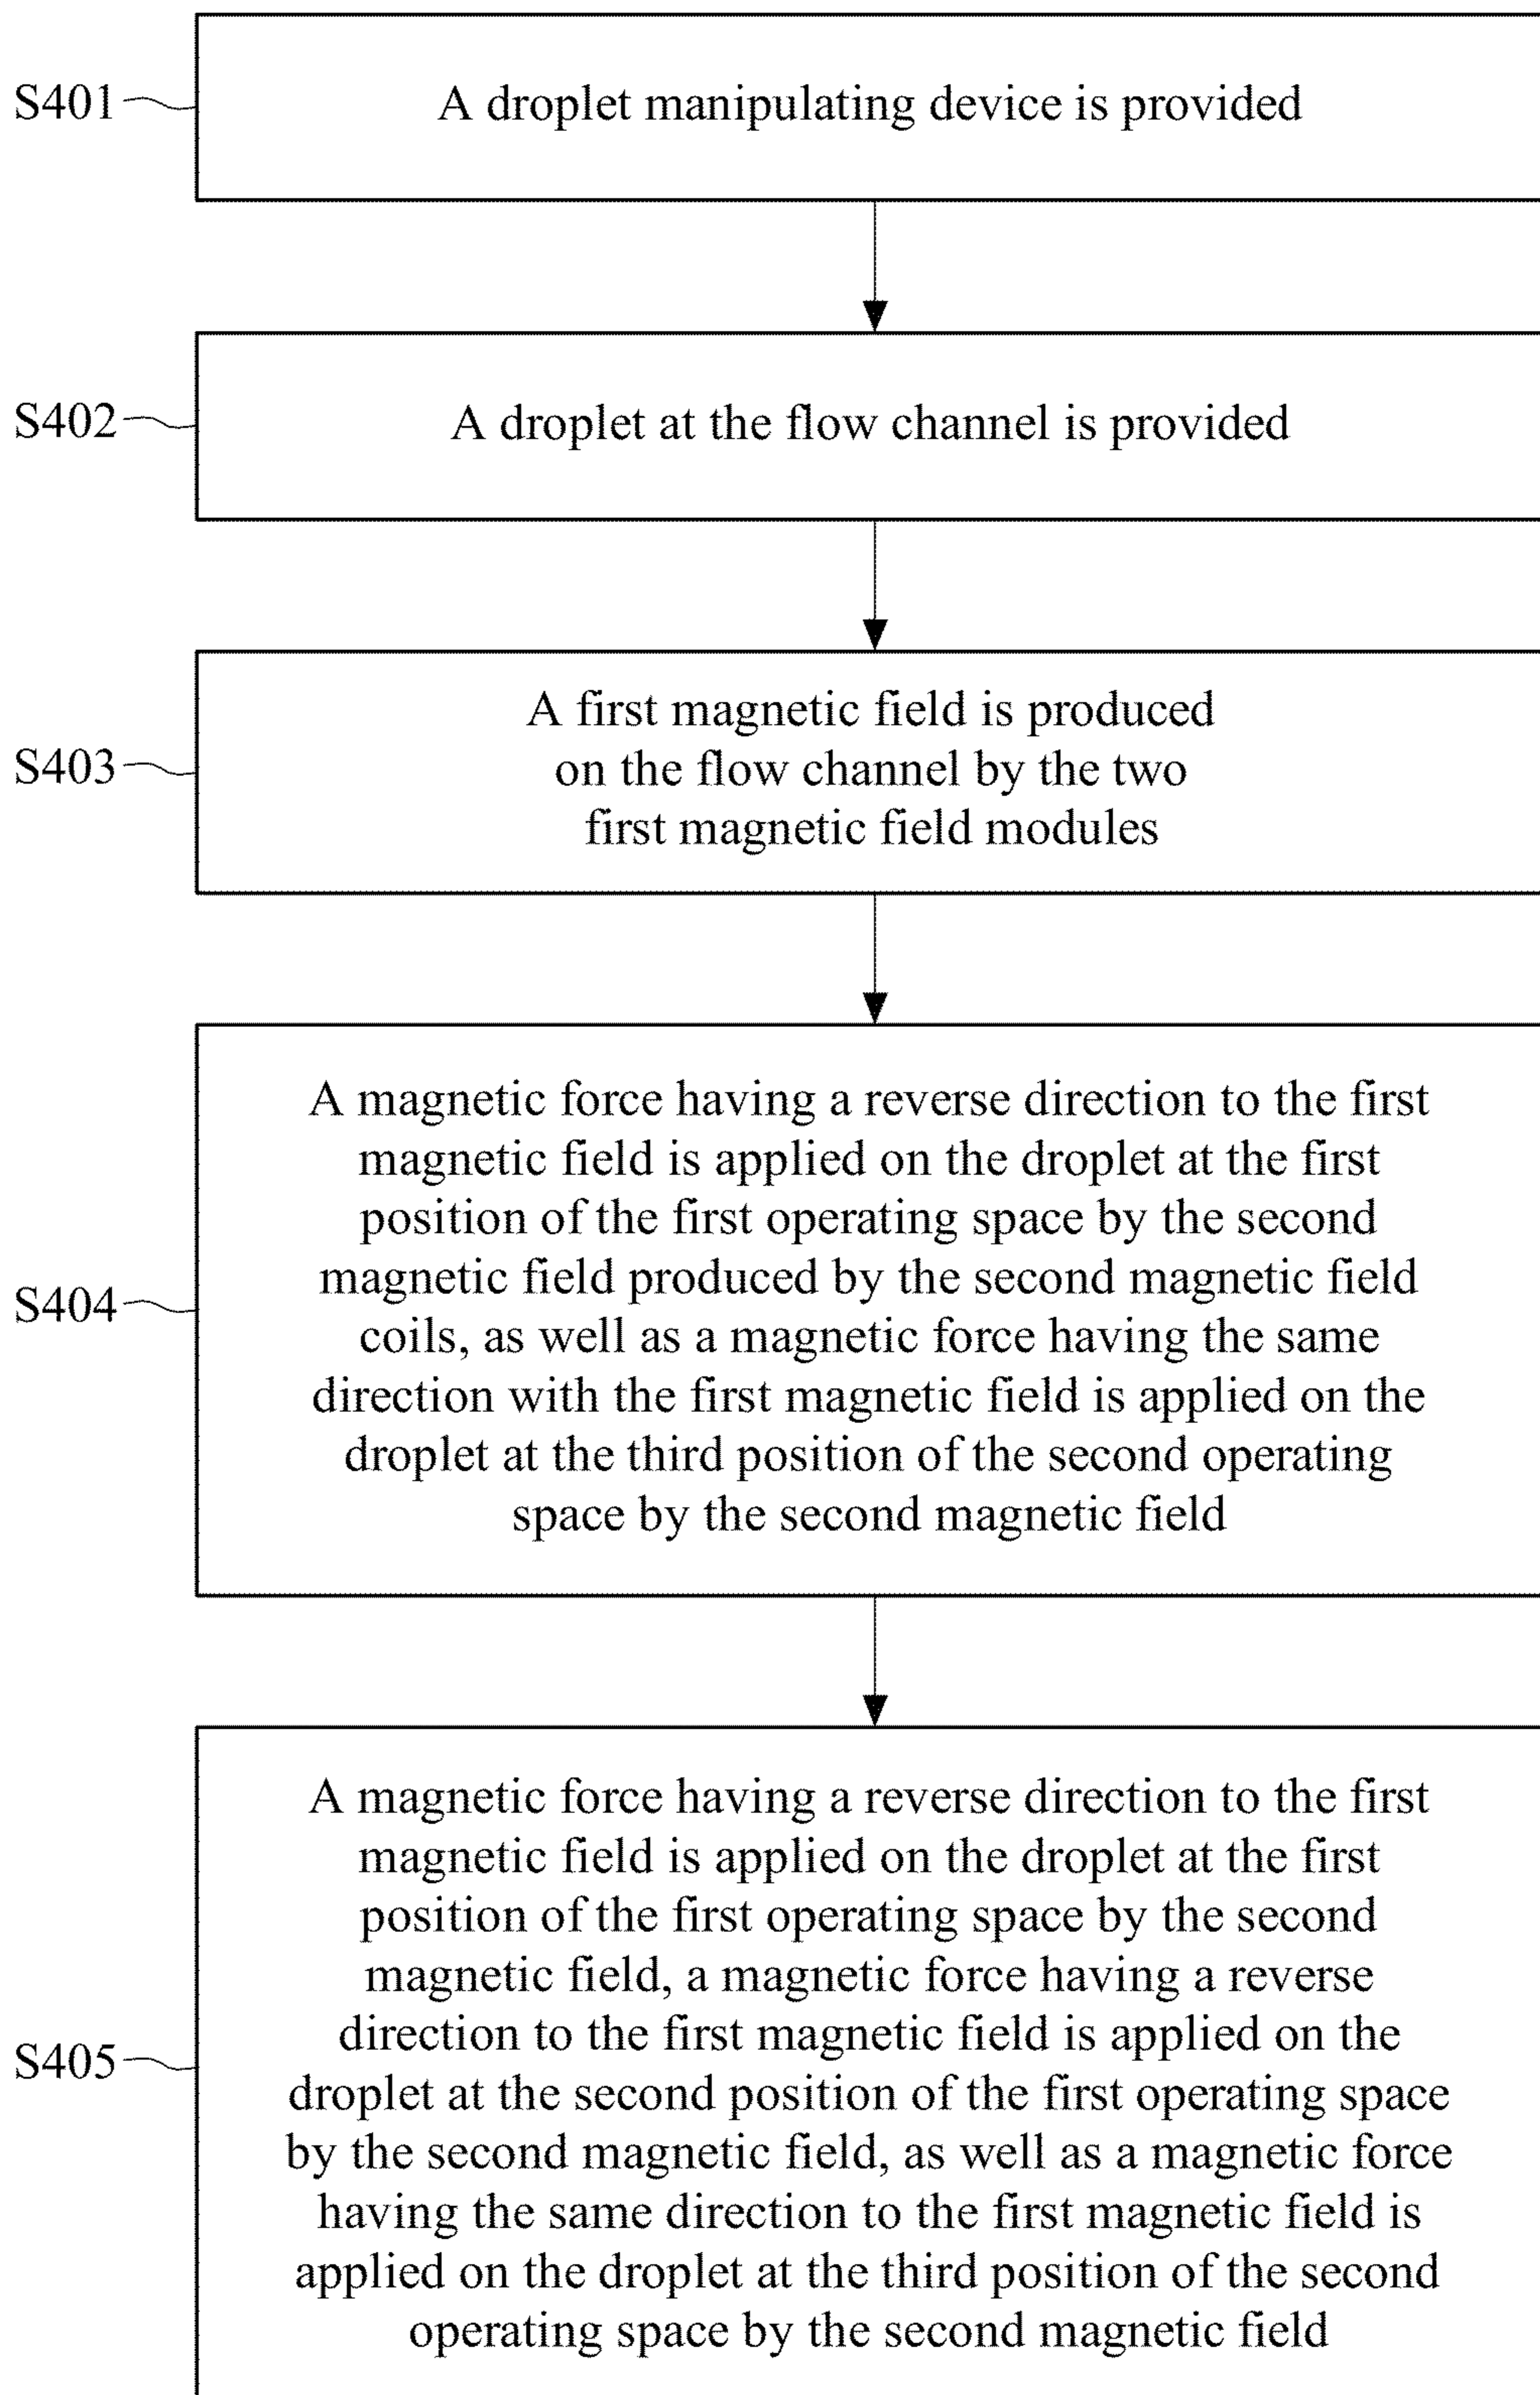 S401
A droplet manipulating device is provided
S402
A droplet at the flow channel is provided
S403
A first magnetic field is produced
on the flow channel by the two
first magnetic field modules
S404
A magnetic force having a reverse direction to the first
magnetic field is applied on the droplet at the first
position of the first operating space by the second
magnetic field produced by the second magnetic field
coils, as well as a magnetic force having the same
direction with the first magnetic field is applied on the
droplet at the third position of the second operating
space by the second magnetic field
S405
A magnetic force having a reverse direction to the first
magnetic field is applied on the droplet at the first
position of the first operating space by the second
magnetic field, a magnetic force having a reverse
direction to the first magnetic field is applied on the
droplet at the second position of the first operating space
by the second magnetic field, as well as a magnetic force
having the same direction to the first magnetic field is
applied on the droplet at the third position of the second
operating space by the second magnetic field